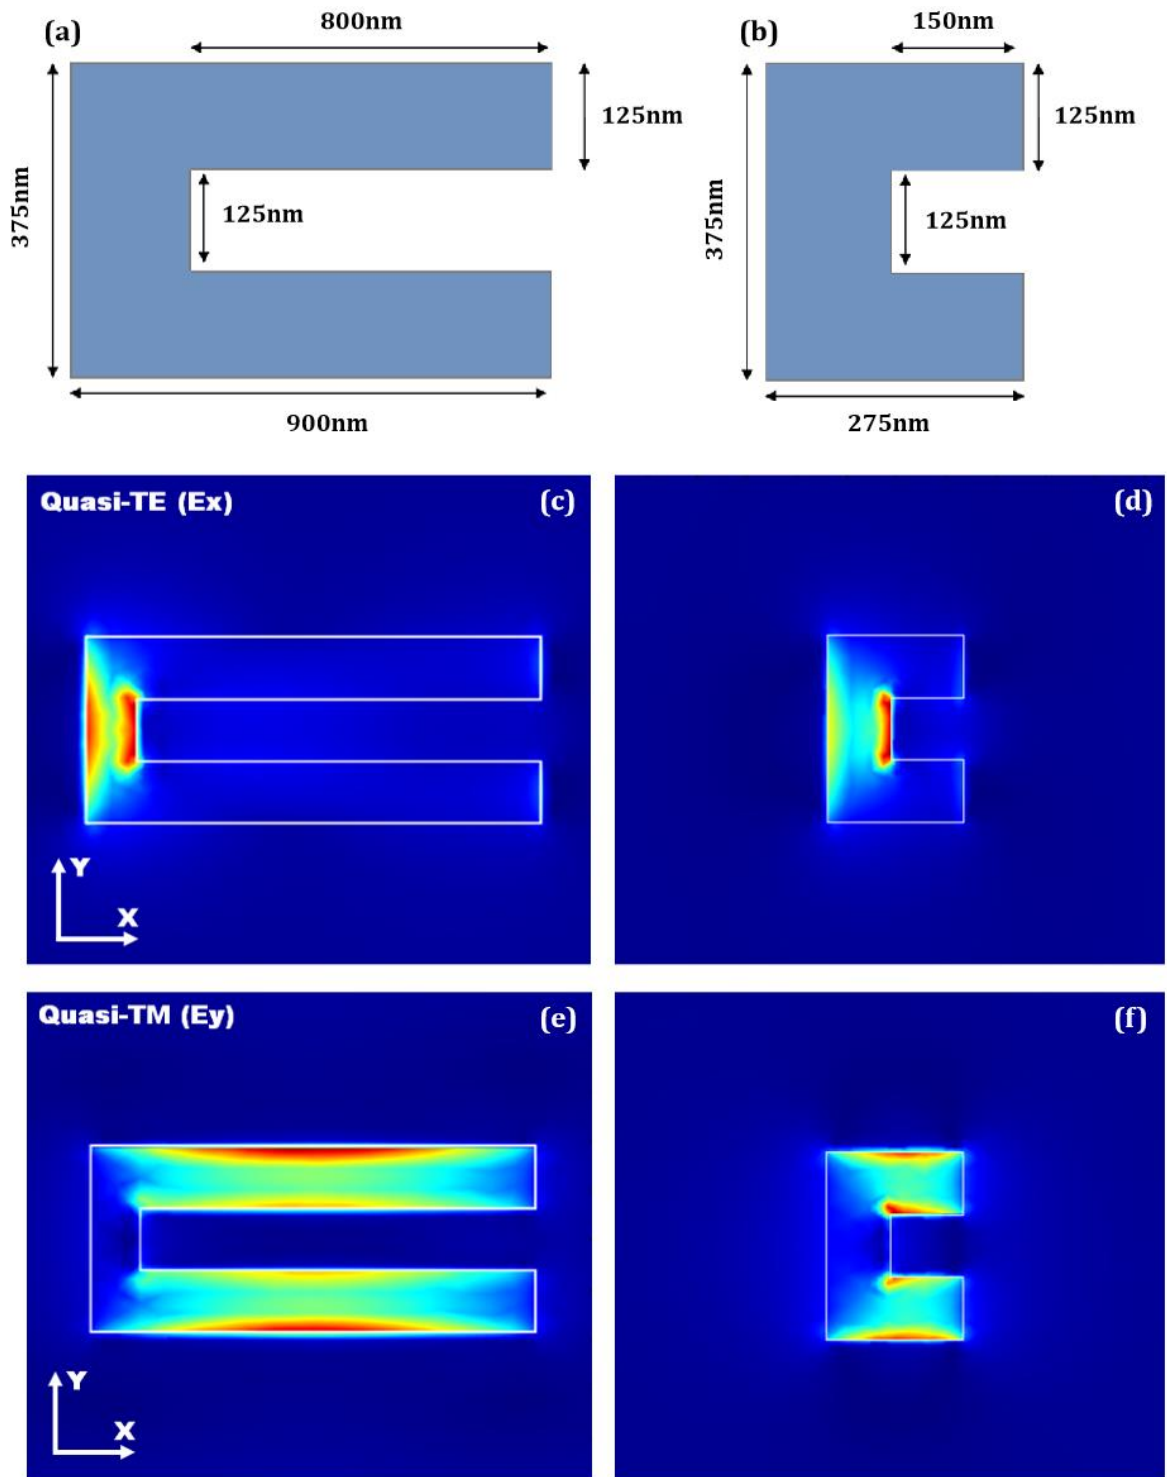 (a)
800nm
125nm
375nm
125nm
900nm
(b)
150nm
125nm
375nm
125nm
275nm
Quasi-TE (Ex)
(c)
Y
X
(d)
Quasi-TM (Ey)
(e)
Y
X
(f)